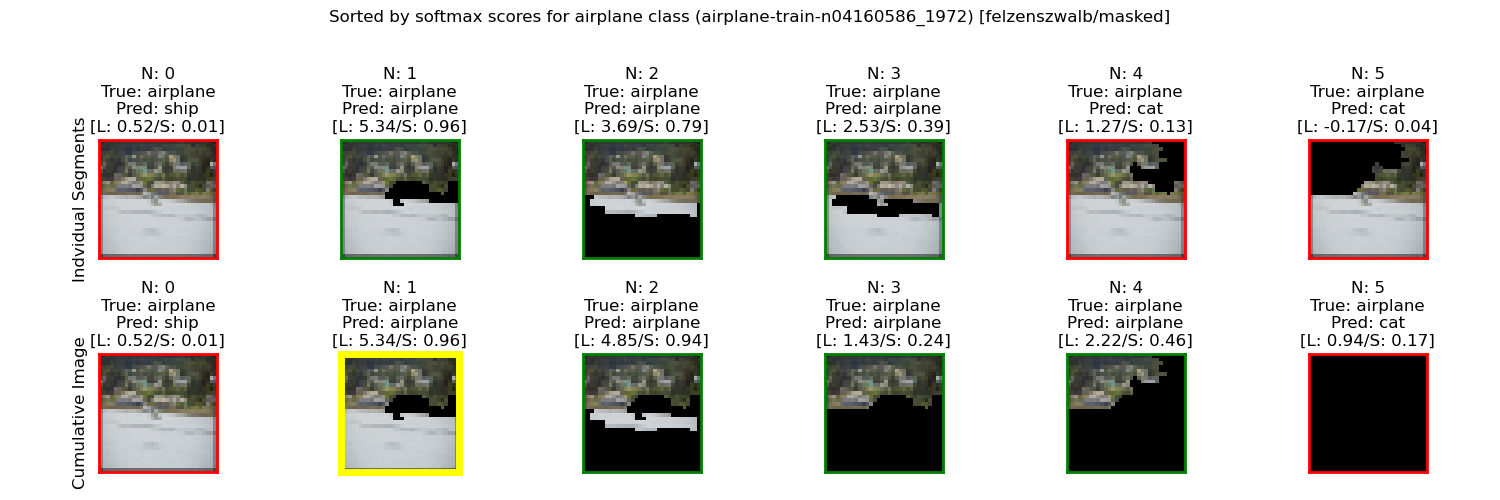 Sorted by softmax scores for airplane class (airplane-train-n04160586_1972) [felzenszwalb/masked]
Indvidual Segments
N: 0
True: airplane
Pred: ship
[L: 0.52/S: 0.01]
N: 1
True: airplane
Pred: airplane
[L: 5.34/S: 0.96]
N: 2
True: airplane
Pred: airplane
[L: 3.69/S: 0.79]
N: 3
True: airplane
Pred: airplane
[L: 2.53/S: 0.39]
N: 4
True: airplane
Pred: cat
[L: 1.27/S: 0.13]
N: 5
True: airplane
Pred: cat
[L: -0.17/S: 0.04]
Cumulative Image
N: 0
True: airplane
Pred: ship
[L: 0.52/S: 0.01]
N: 1
True: airplane
Pred: airplane
[L: 5.34/S: 0.96]
N: 2
True: airplane
Pred: airplane
[L: 4.85/S: 0.94]
N: 3
True: airplane
Pred: airplane
[L: 1.43/S: 0.24]
N: 4
True: airplane
Pred: airplane
[L: 2.22/S: 0.46]
N: 5
True: airplane
Pred: cat
[L: 0.94/S: 0.17]